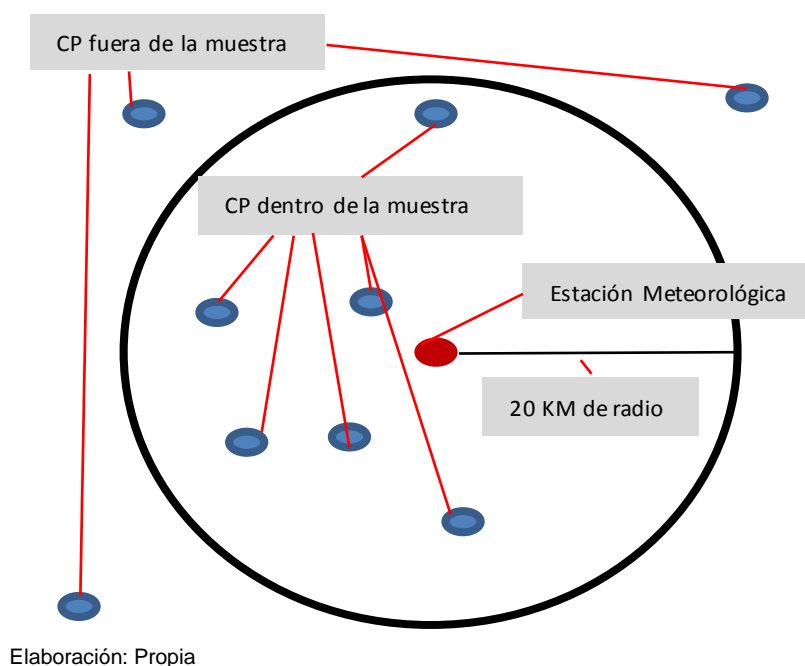 CP fuera de la muestra
CP dentro de la muestra
Estación Meteorológica
20 KM de radio
Elaboración: Propia